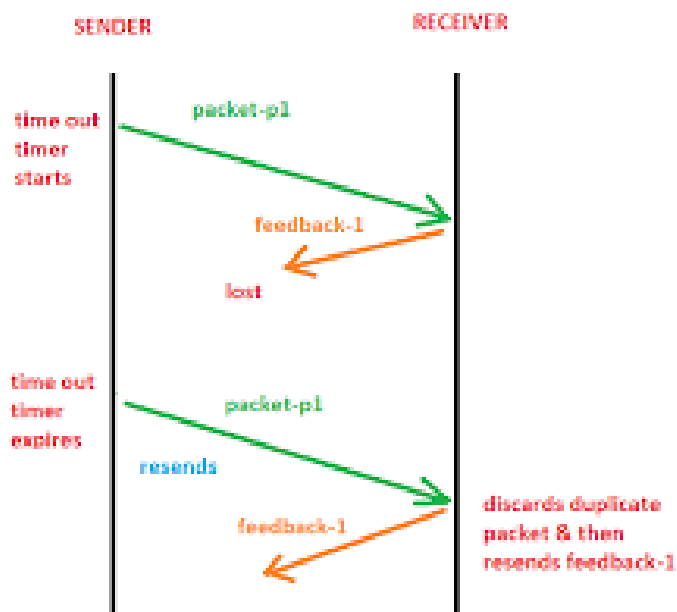 SENDER
RECEIVER
packet-p1
time out
timer
starts
feedback-1
lost
time out
timer
expires
packet-p1
resends
feedback-1
discards duplicate
packet & then
resends feedback-1